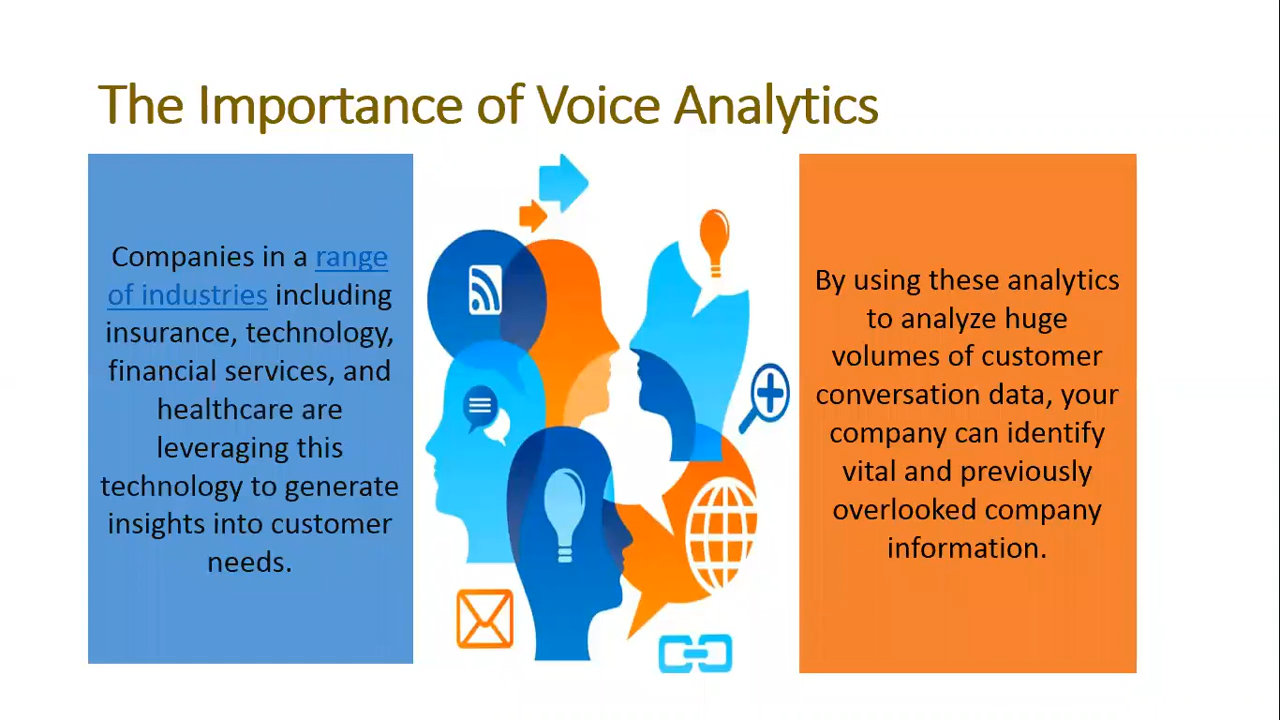 The Importance of Voice Analytics
Companies in a range
of industries including
insurance, technology,
financial services, and
healthcare are
leveraging this
technology to generate
insights into customer
needs.
By using these analytics
to analyze huge
volumes of customer
conversation data, your
company can identify
vital and previously
overlooked company
information.